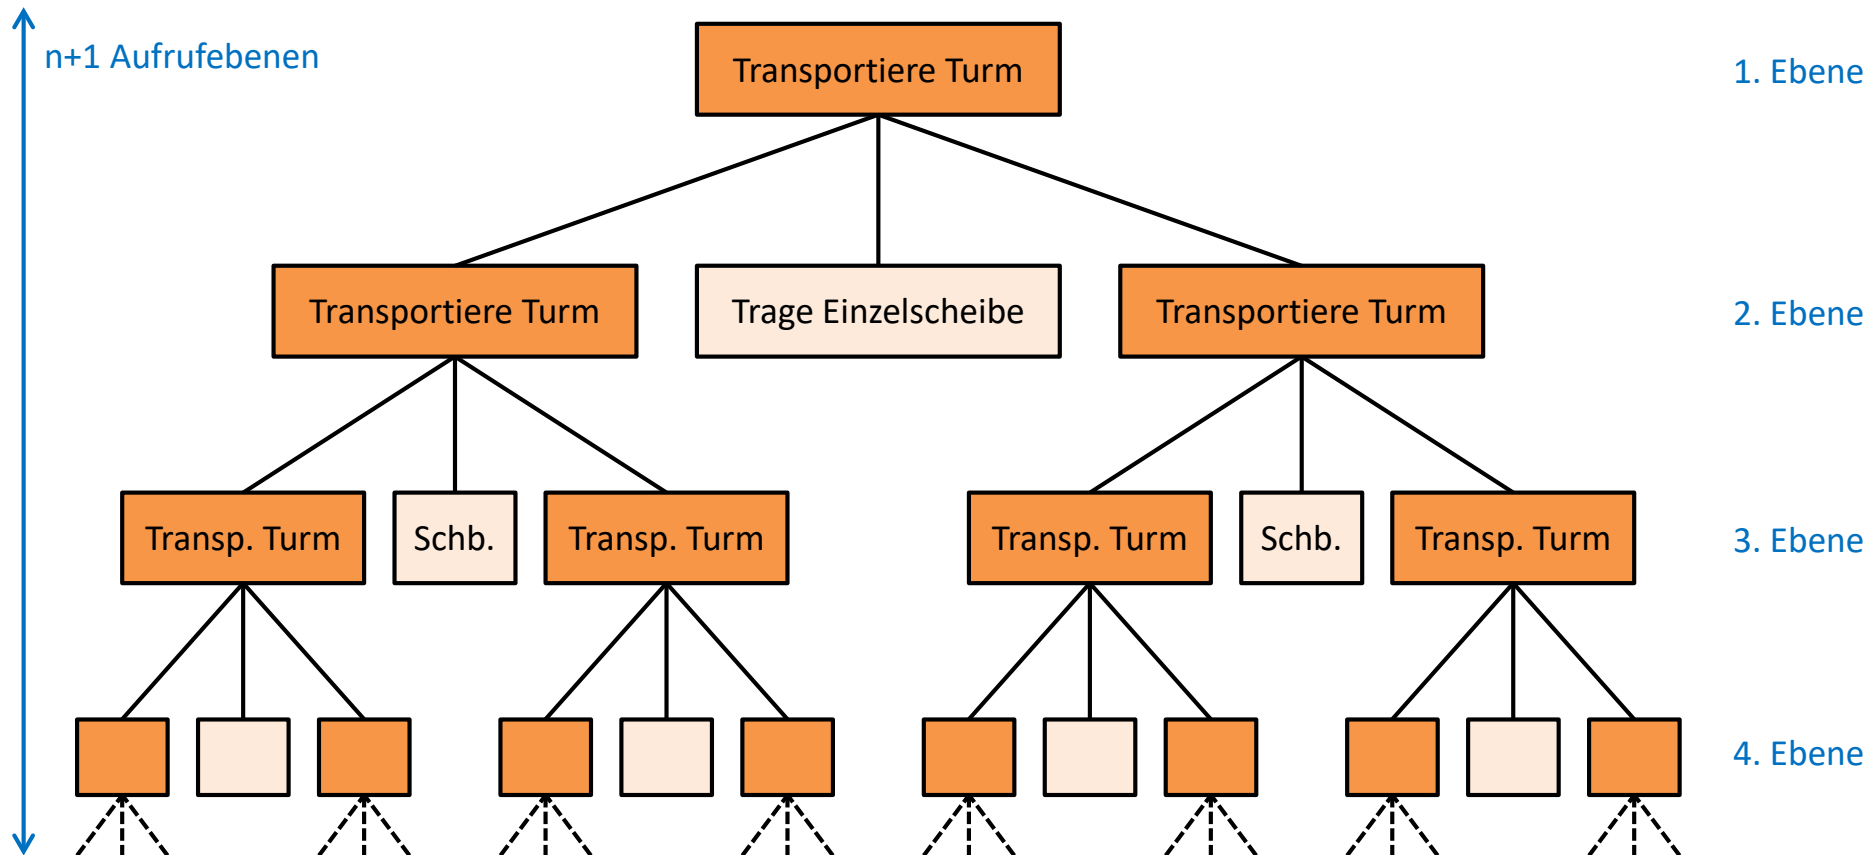 n+1 Aufrufebenen
Transportiere Turm
1. Ebene
Transportiere Turm
Trage Einzelscheibe
Transportiere Turm
2. Ebene
Transp. Turm
Schb.
Transp. Turm
Transp. Turm
Schb.
Transp. Turm
3. Ebene
4. Ebene